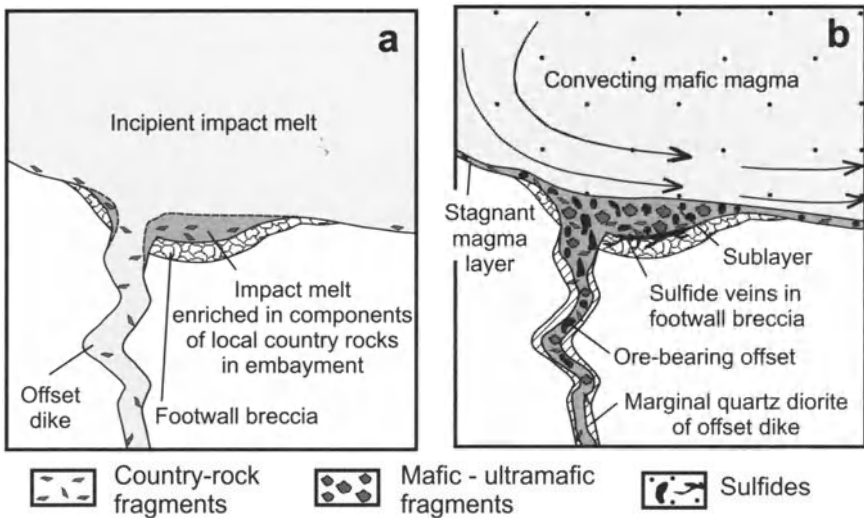 a
Incipient impact melt
Impact melt
enriched in components
of local country rocks
in embayment
Offset
dike
Footwall breccia
b
Convecting mafic magma
Stagnant
magma
layer
Sublayer
Sulfide veins in
footwall breccia
Ore-bearing offset
Marginal quartz diorite
of offset dike
Country-rock
fragments
Mafic - ultramafic
fragments
Sulfides